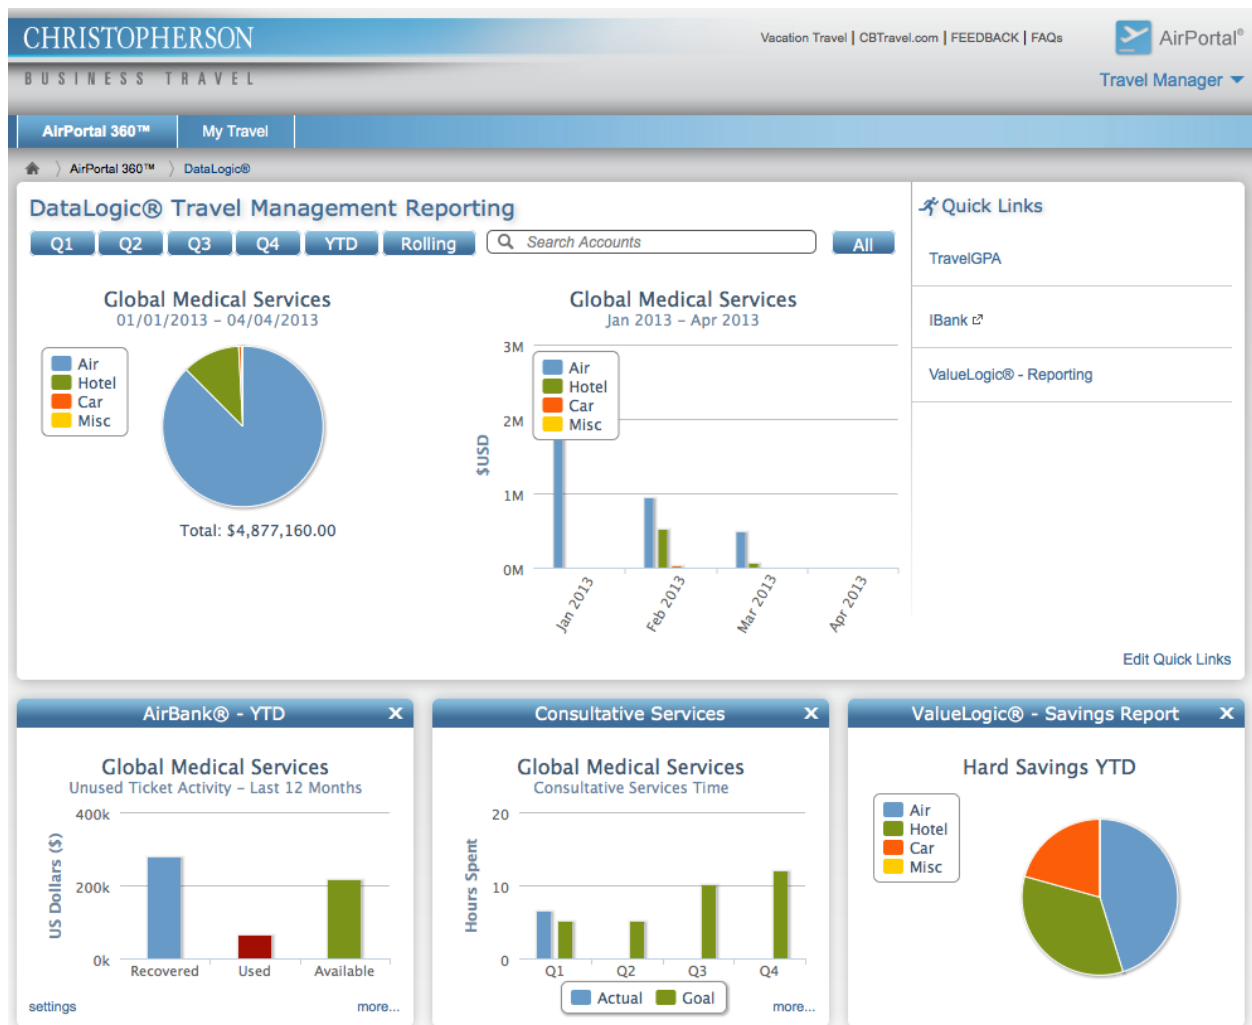 CHRISTOPHERSON
BUSINESS TRAVEL
Vacation Travel | CBTravel.com | FEEDBACK | FAQs
AirPortal®
Travel Manager
AirPortal 360™
My Travel
AirPortal 360™
DataLogic®
DataLogic® Travel Management Reporting
Q1
Q2
Q3
Q4
YTD
Rolling
Search Accounts
All
Global Medical Services
01/01/2013 – 04/04/2013
Air
Hotel
Car
Misc
Total: $4,877,160.00
Global Medical Services
Jan 2013 – Apr 2013
3M
2M
1M
0M
$USD
Air
Hotel
Car
Misc
Jan 2013
Feb 2013
Mar 2013
Apr 2013
Quick Links
TravelGPA
IBank
ValueLogic® - Reporting
Edit Quick Links
AirBank® - YTD
X
Global Medical Services
Unused Ticket Activity – Last 12 Months
US Dollars ($)
400k
200k
0k
Recovered
Used
Available
settings
more...
Consultative Services
X
Global Medical Services
Consultative Services Time
Hours Spent
20
10
0
Q1
Q2
Q3
Q4
Actual
Goal
more...
ValueLogic® - Savings Report
X
Hard Savings YTD
Air
Hotel
Car
Misc